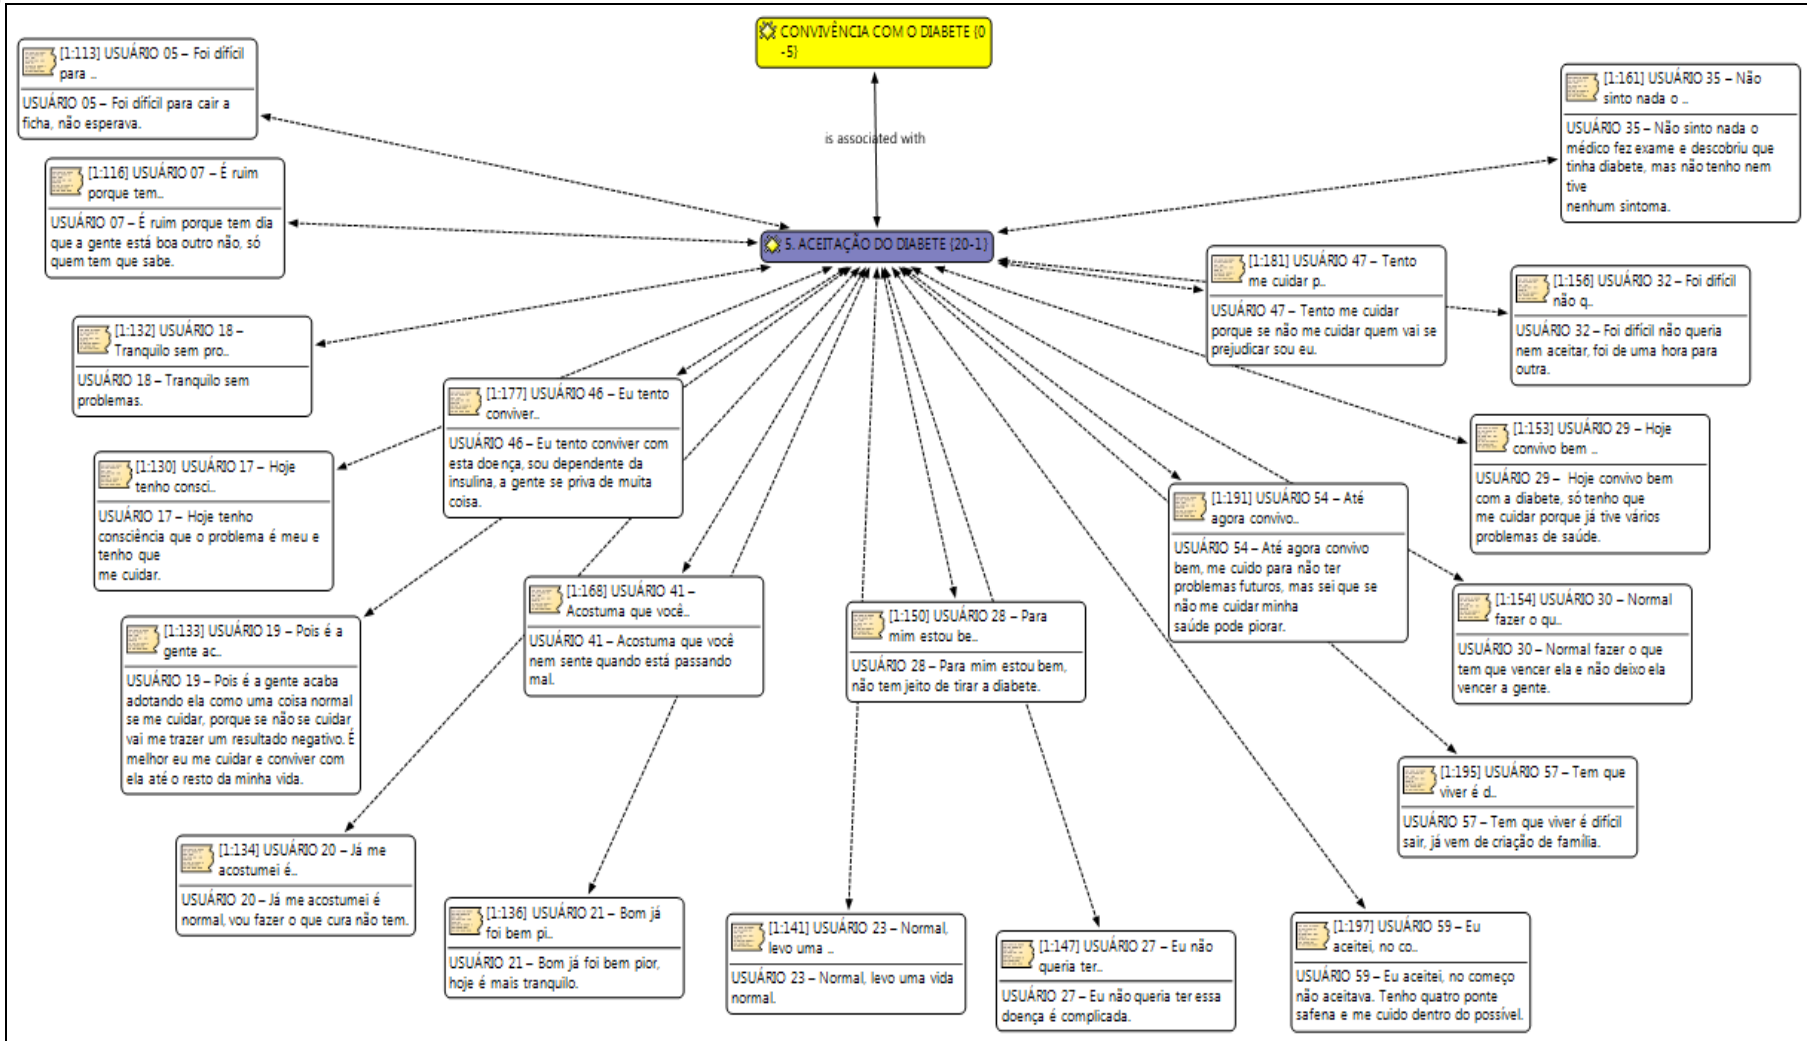 CONVIVÊNCIA COM O DIABETE {0
-5}
is associated with
5. ACEITAÇÃO DO DIABETE {20-1}
[1:113] USUÁRIO 05 – Foi difícil
para ..
USUÁRIO 05 – Foi difícil para cair a
ficha, não esperava.
[1:116] USUÁRIO 07 – É ruim
porque tem..
USUÁRIO 07 – É ruim porque tem dia
que a gente está boa outro não, só
quem tem que sabe.
[1:132] USUÁRIO 18 –
Tranquilo sem pro..
USUÁRIO 18 – Tranquilo sem
problemas.
[1:130] USUÁRIO 17 – Hoje
tenho consci..
USUÁRIO 17 – Hoje tenho
consciência que o problema é meu e
tenho que
me cuidar.
[1:133] USUÁRIO 19 – Pois é a
gente ac..
USUÁRIO 19 – Pois é a gente acaba
adotando ela como uma coisa normal
se me cuidar, porque se não se cuidar
vai me trazer um resultado negativo. É
melhor eu me cuidar e conviver com
ela até o resto da minha vida.
[1:134] USUÁRIO 20 – Já me
acostumei é..
USUÁRIO 20 – Já me acostumei é
normal, vou fazer o que cura não tem.
[1:177] USUÁRIO 46 – Eu tento
conviver..
USUÁRIO 46 – Eu tento conviver com
esta doença, sou dependente da
insulina, a gente se priva de muita
coisa.
[1:168] USUÁRIO 41 –
Acostuma que você..
USUÁRIO 41 – Acostuma que você
nem sente quando está passando
mal.
[1:136] USUÁRIO 21 – Bom já
foi bem pi..
USUÁRIO 21 – Bom já foi bem pior,
hoje é mais tranquilo.
[1:150] USUÁRIO 28 – Para
mim estou be..
USUÁRIO 28 – Para mim estou bem,
não tem jeito de tirar a diabete.
[1:141] USUÁRIO 23 – Normal,
levo uma ..
USUÁRIO 23 – Normal, levo uma vida
normal.
[1:147] USUÁRIO 27 – Eu não
queria ter..
USUÁRIO 27 – Eu não queria ter essa
doença é complicada.
[1:161] USUÁRIO 35 – Não
sinto nada o ..
USUÁRIO 35 – Não sinto nada o
médico fez exame e descobriu que
tinha diabete, mas não tenho nem
tive
nenhum sintoma.
[1:181] USUÁRIO 47 – Tento
me cuidar p..
USUÁRIO 47 – Tento me cuidar
porque se não me cuidar quem vai se
prejudicar sou eu.
[1:156] USUÁRIO 32 – Foi difícil
não q..
USUÁRIO 32 – Foi difícil não queria
nem aceitar, foi de uma hora para
outra.
[1:153] USUÁRIO 29 – Hoje
convivo bem ..
USUÁRIO 29 – Hoje convivo bem
com a diabete, só tenho que
me cuidar porque já tive vários
problemas de saúde.
[1:191] USUÁRIO 54 – Até
agora convivo..
USUÁRIO 54 – Até agora convivo
bem, me cuido para não ter
problemas futuros, mas sei que se
não me cuidar minha
saúde pode piorar.
[1:154] USUÁRIO 30 – Normal
fazer o qu..
USUÁRIO 30 – Normal fazer o que
tem que vencer ela e não deixo ela
vencer a gente.
[1:195] USUÁRIO 57 – Tem que
viver é d..
USUÁRIO 57 – Tem que viver é difícil
sair, já vem de criação de família.
[1:197] USUÁRIO 59 – Eu
aceitei, no co..
USUÁRIO 59 – Eu aceitei, no começo
não aceitava. Tenho quatro ponte
safena e me cuido dentro do possível.